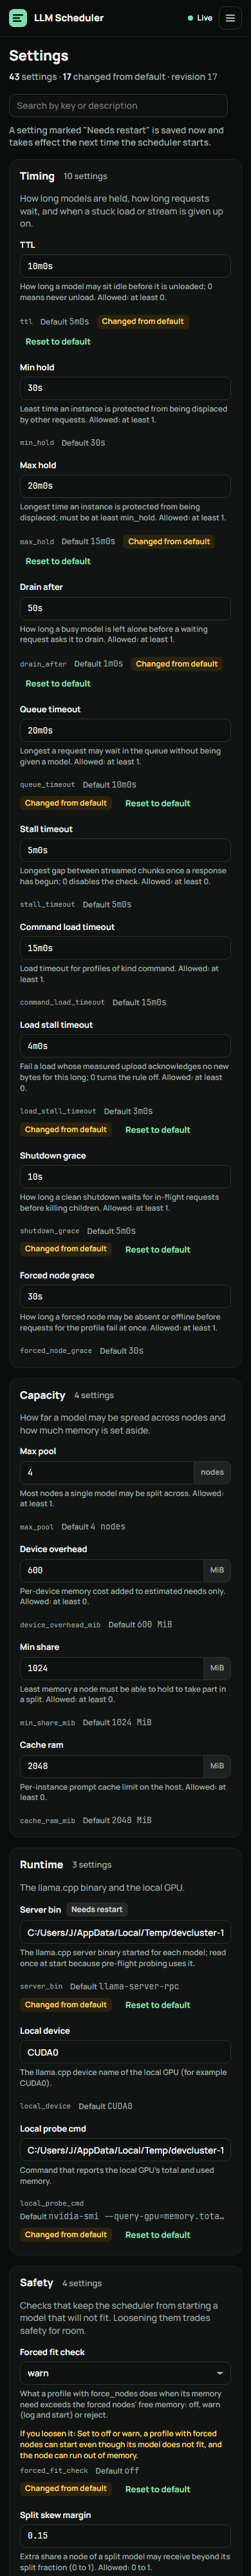 LLM Scheduler
Live
Settings
43 settings · 17 changed from default · revision 17
Search by key or description
A setting marked "Needs restart" is saved now and
takes effect the next time the scheduler starts.
Timing 10 settings
How long models are held, how long requests
wait, and when a stuck load or stream is given up
on.
TTL
10m0s
How long a model may sit idle before it is unloaded; 0
means never unload. Allowed: at least 0.
ttl Default 5m0s Changed from default
Reset to default
Min hold
30s
Least time an instance is protected from being displaced
by other requests. Allowed: at least 1.
min_hold Default 30s
Max hold
20m0s
Longest time an instance is protected from being
displaced; must be at least min_hold. Allowed: at least 1.
max_hold Default 15m0s Changed from default
Reset to default
Drain after
50s
How long a busy model is left alone before a waiting
request asks it to drain. Allowed: at least 1.
drain_after Default 1m0s Changed from default
Reset to default
Queue timeout
20m0s
Longest a request may wait in the queue without being
given a model. Allowed: at least 1.
queue_timeout Default 10m0s
Changed from default Reset to default
Stall timeout
5m0s
Longest gap between streamed chunks once a response
has begun; 0 disables the check. Allowed: at least 0.
stall_timeout Default 5m0s
Command load timeout
15m0s
Load timeout for profiles of kind command. Allowed: at
least 1.
command_load_timeout Default 15m0s
Load stall timeout
4m0s
Fail a load whose measured upload acknowledges no new
bytes for this long; 0 turns the rule off. Allowed: at least
0.
load_stall_timeout Default 3m0s
Changed from default Reset to default
Shutdown grace
10s
How long a clean shutdown waits for in-flight requests
before killing children. Allowed: at least 1.
shutdown_grace Default 5m0s
Changed from default Reset to default
Forced node grace
30s
How long a forced node may be absent or offline before
requests for the profile fail at once. Allowed: at least 1.
forced_node_grace Default 30s
Capacity 4 settings
How far a model may be spread across nodes and
how much memory is set aside.
Max pool
4 nodes
Most nodes a single model may be split across. Allowed:
at least 1.
max_pool Default 4 nodes
Device overhead
600 MiB
Per-device memory cost added to estimated needs only.
Allowed: at least 0.
device_overhead_mib Default 600 MiB
Min share
1024 MiB
Least memory a node must be able to hold to take part in
a split. Allowed: at least 0.
min_share_mib Default 1024 MiB
Cache ram
2048 MiB
Per-instance prompt cache limit on the host. Allowed: at
least 0.
cache_ram_mib Default 2048 MiB
Runtime 3 settings
The llama.cpp binary and the local GPU.
Server bin Needs restart
C:/Users/J/AppData/Local/Temp/devcluster-1
The llama.cpp server binary started for each model; read
once at start because pre-flight probing uses it.
server_bin Default llama-server-rpc
Changed from default Reset to default
Local device
CUDA0
The llama.cpp device name of the local GPU (for example
CUDA0).
local_device Default CUDA0
Local probe cmd
C:/Users/J/AppData/Local/Temp/devcluster-1
Command that reports the local GPU's total and used
memory.
local_probe_cmd
Default nvidia-smi --query-gpu=memory.tota…
Changed from default Reset to default
Safety 4 settings
Checks that keep the scheduler from starting a
model that will not fit. Loosening them trades
safety for room.
Forced fit check
warn
What a profile with force_nodes does when its memory
need exceeds the forced nodes' free memory: off, warn
(log and start) or reject.
If you loosen it: Set to off or warn, a profile with forced
nodes can start even though its model does not fit, and
the node can run out of memory.
forced_fit_check Default off
Changed from default Reset to default
Split skew margin
0.15
Extra share a node of a split model may receive beyond its
split fraction (0 to 1). Allowed: 0 to 1.